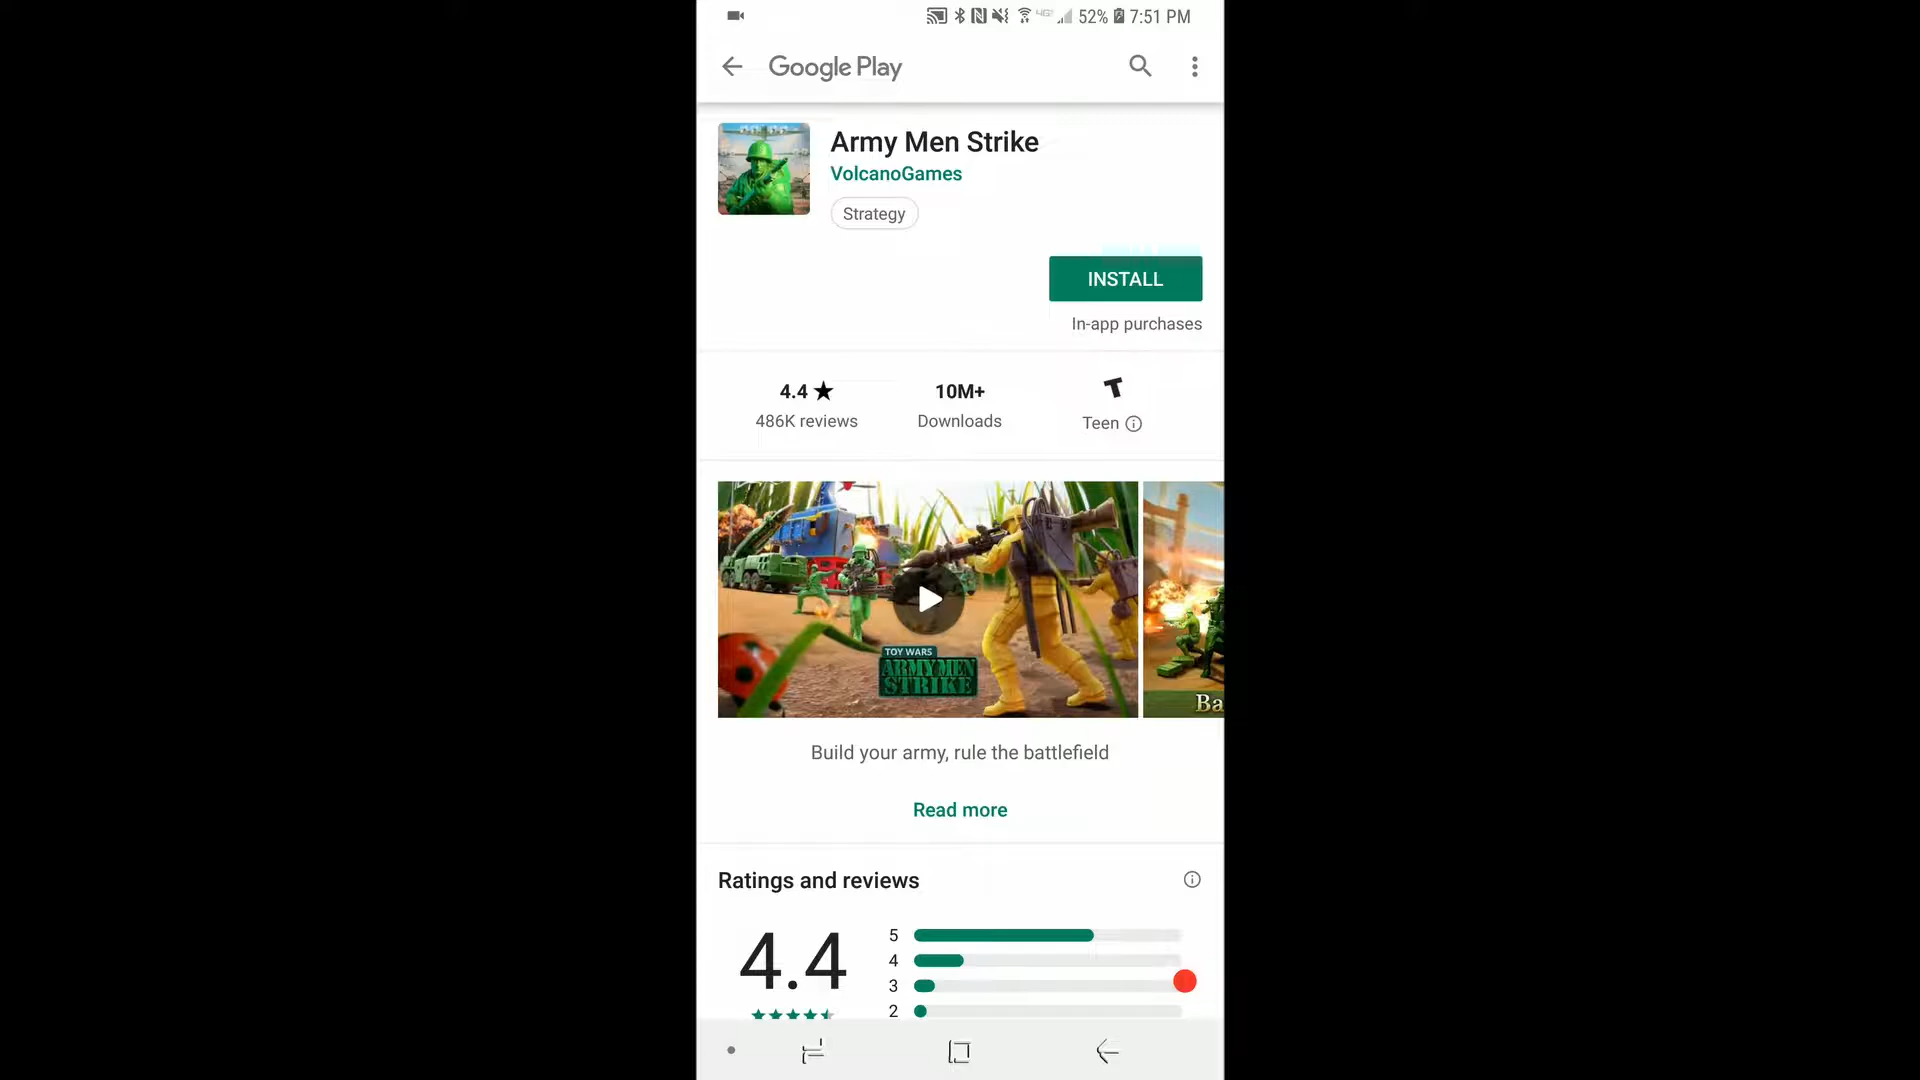 52% 7:51 PM
Google Play
Army Men Strike
VolcanoGames
Strategy
INSTALL
In-app purchases
4.4 ★ 10M+ T
486K reviews Downloads Teen
TOY WARS
ARMY MEN
STRIKE
Ba
Build your army, rule the battlefield
Read more
Ratings and reviews
4.4
5
4
3
2